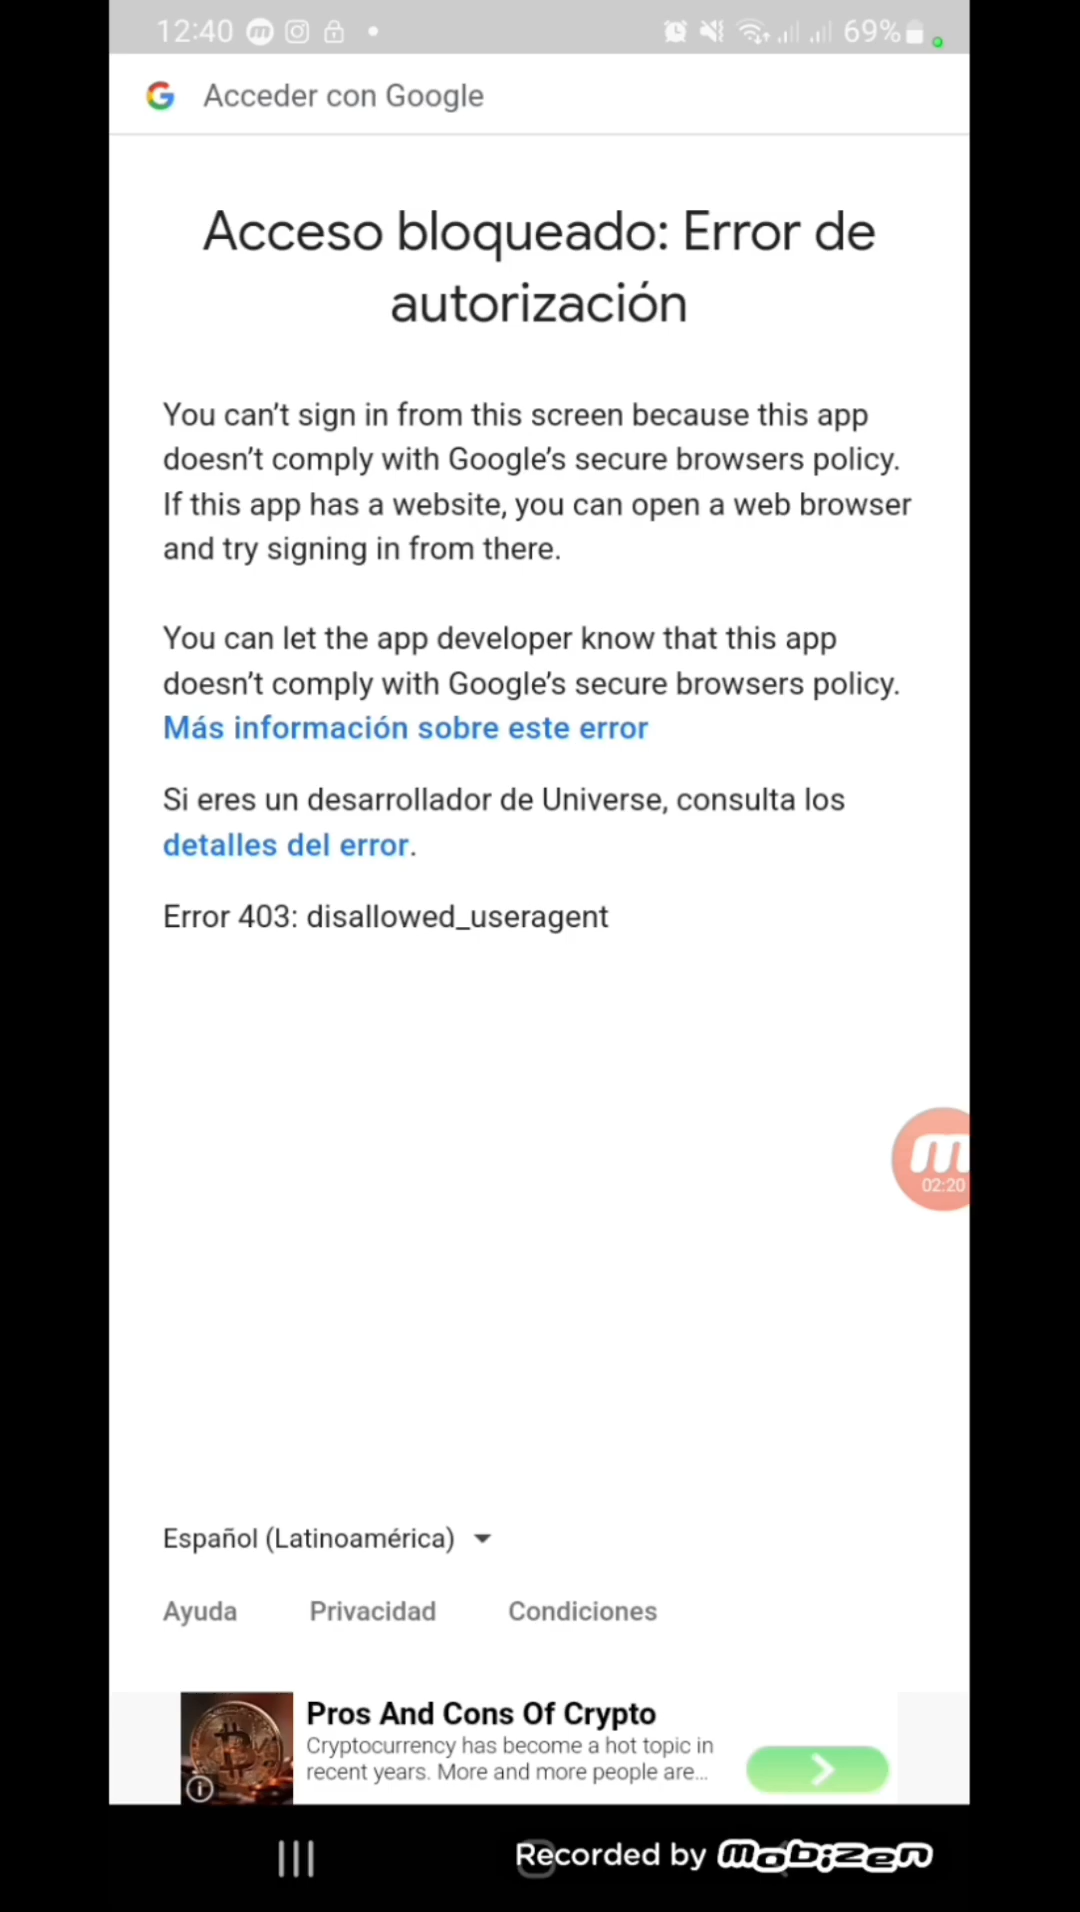 12:40
69%
Acceder con Google
Acceso bloqueado: Error de
autorización
You can’t sign in from this screen because this app
doesn’t comply with Google’s secure browsers policy.
If this app has a website, you can open a web browser
and try signing in from there.
You can let the app developer know that this app
doesn’t comply with Google’s secure browsers policy.
Más información sobre este error
Si eres un desarrollador de Universe, consulta los
detalles del error.
Error 403: disallowed_useragent
m
02:20
Español (Latinoamérica)
Ayuda Privacidad Condiciones
Pros And Cons Of Crypto
Cryptocurrency has become a hot topic in
recent years. More and more people are...
Recorded by mobizen